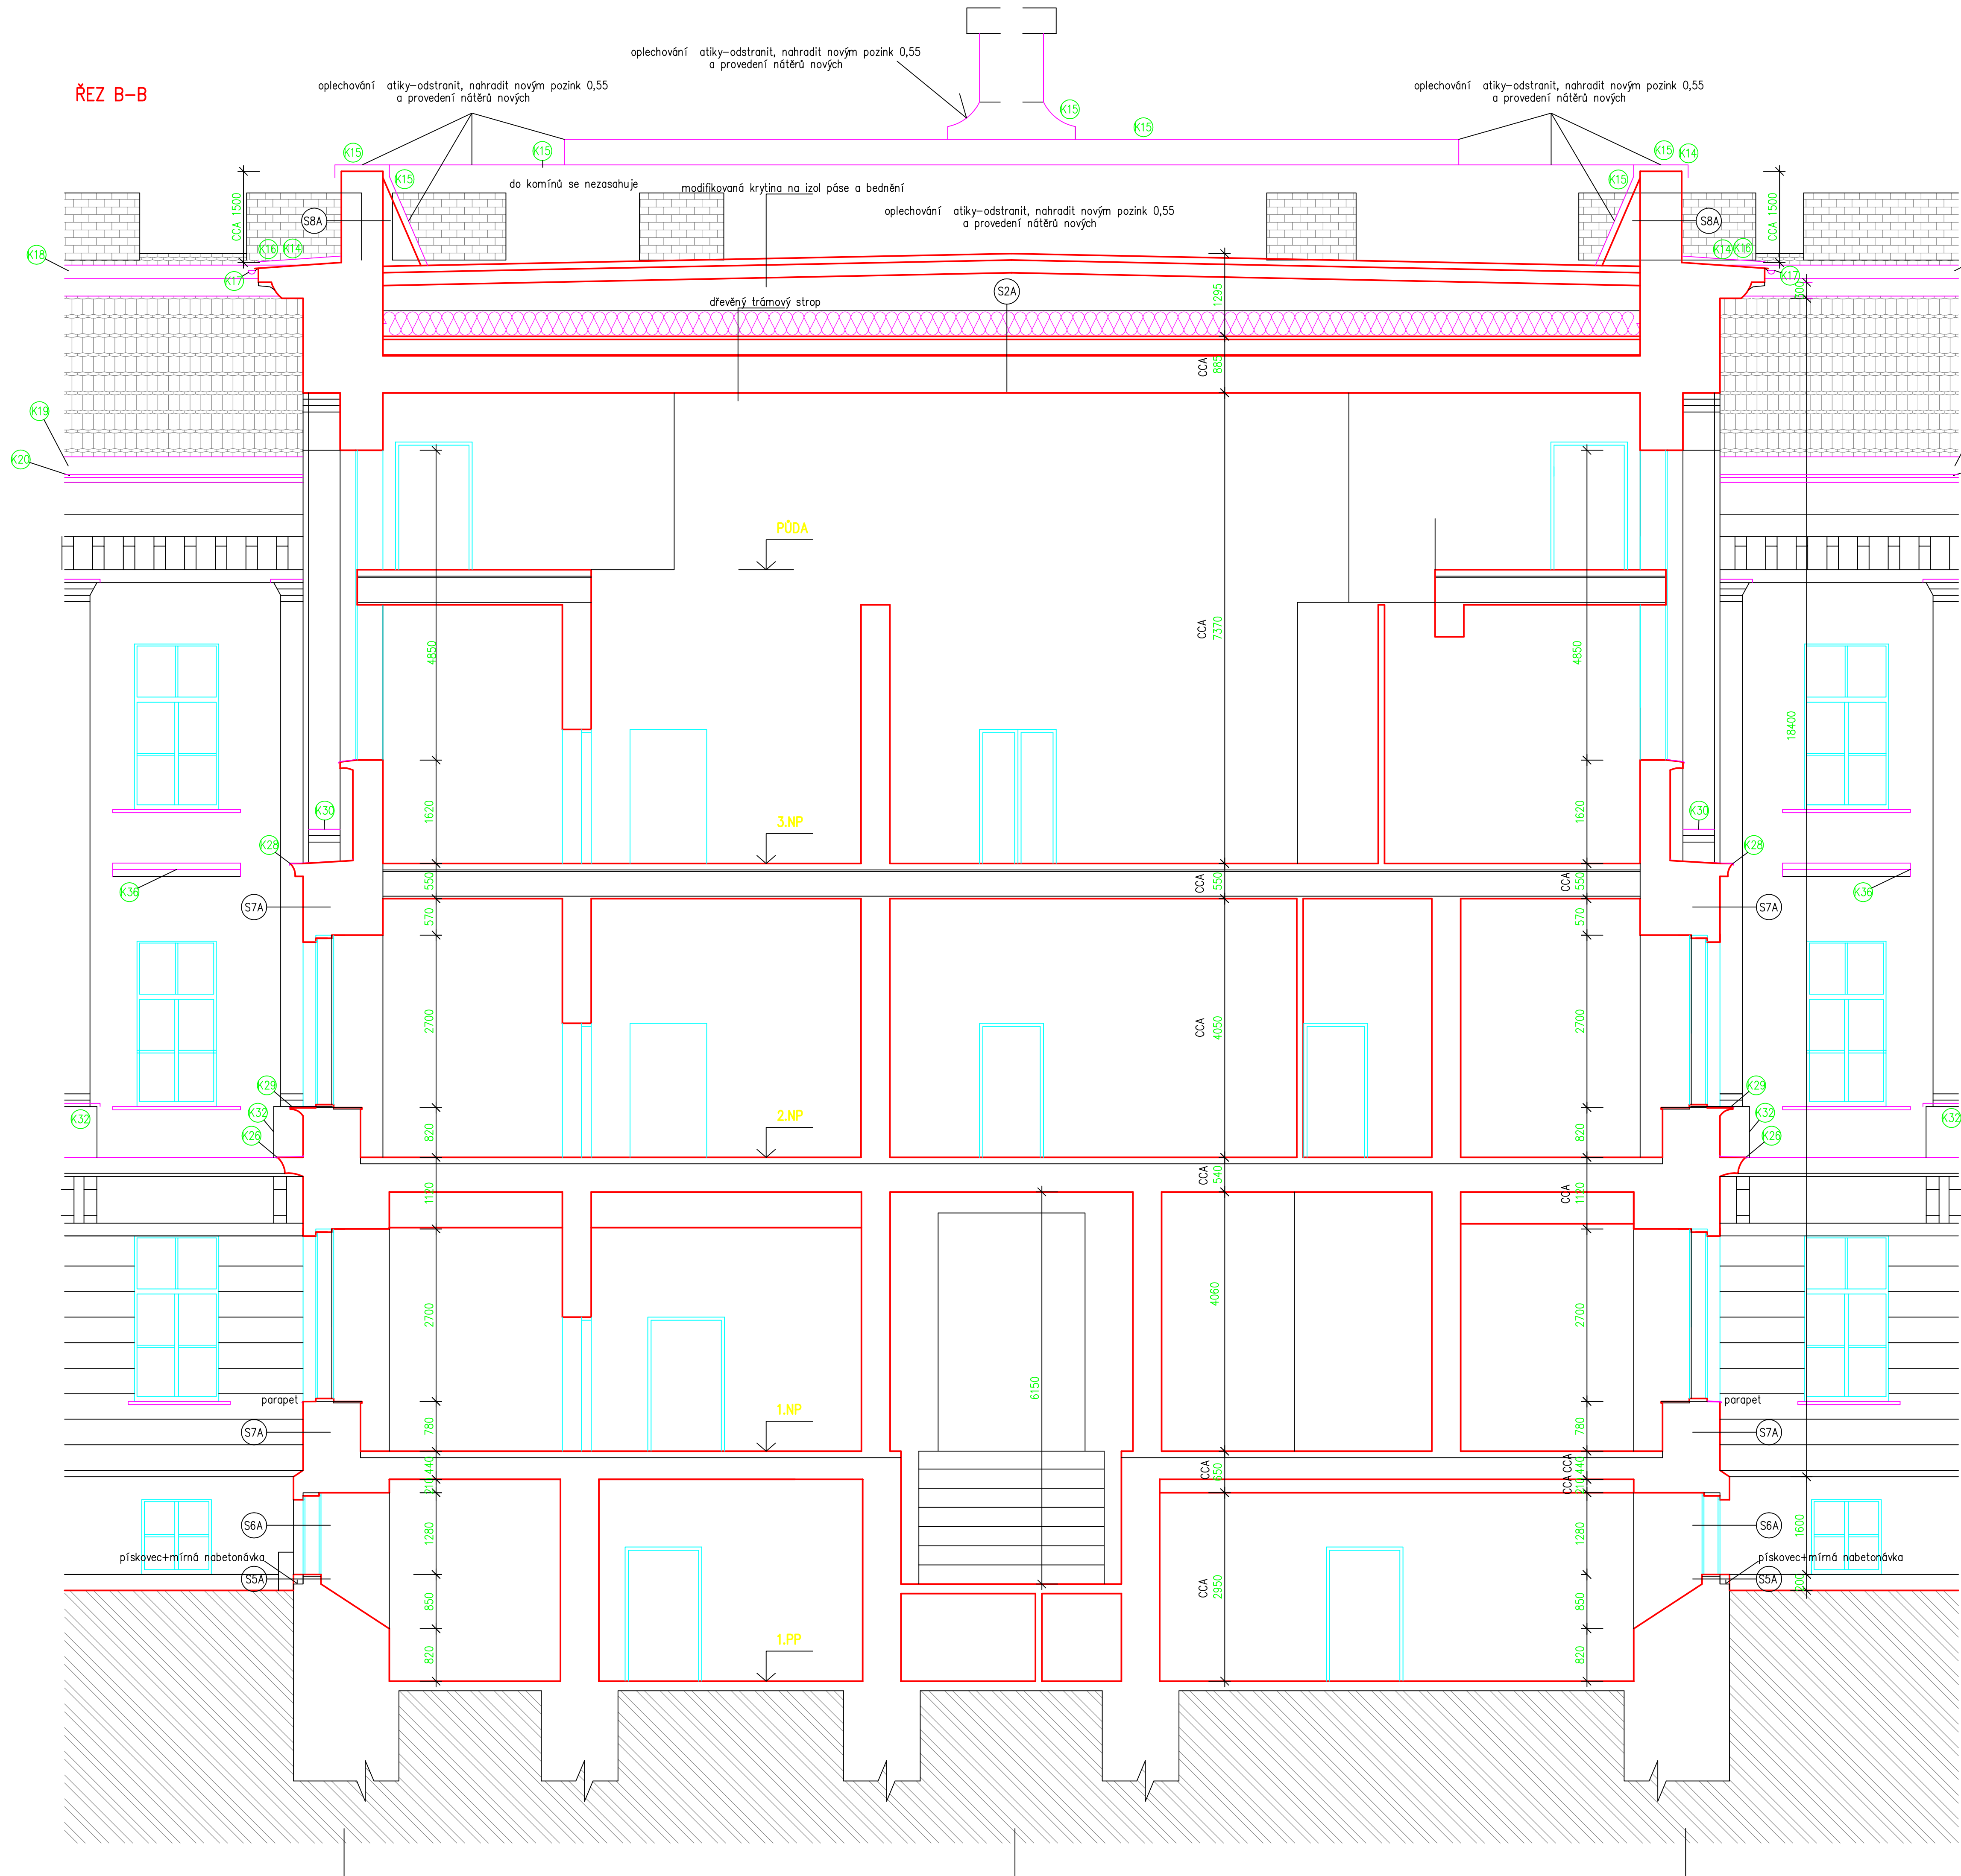 ŘEZ B-B
oplechování atiky-odstranit, nahradit novým pozink 0,55
a provedení nátěrů nových
oplechování atiky-odstranit, nahradit novým pozink 0,55
a provedení nátěrů nových
oplechování atiky-odstranit, nahradit novým pozink 0,55
a provedení nátěrů nových
K15
K15
K15
K15
K15
K14
K15
K15
do komínů se nezasahuje
modifikovaná krytina na izol páse a bednění
oplechování atiky-odstranit, nahradit novým pozink 0,55
a provedení nátěrů nových
CCA 1500
CCA 1500
S8A
S8A
K18
K16
K14
K17
K14
K16
K17
S2A
dřevěný trámový strop
1295
CCA
885
K19
K20
PŮDA
4850
CCA
7370
4850
18400
1620
1620
K30
K30
3.NP
K28
K28
K36
K36
550
CCA
550
CCA
550
S7A
S7A
570
570
2700
CCA
4050
2700
K29
K29
K32
K32
K32
K32
K26
K26
820
820
2.NP
1120
CCA
540
CCA
1120
2700
6150
4060
2700
parapet
parapet
S7A
S7A
780
780
1.NP
440
210
CCA
650
CCA
440
CCA
210
S6A
S6A
1280
1280
1600
pískovec+mírná nabetonávka
pískovec+mírná nabetonávka
S5A
S5A
850
CCA
2950
850
820
820
1.PP